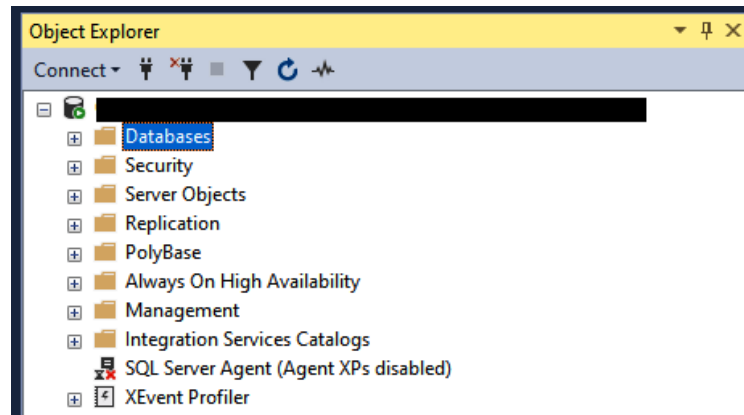 Object Explorer
Connect
Databases
Security
Server Objects
Replication
PolyBase
Always On High Availability
Management
Integration Services Catalogs
SQL Server Agent (Agent XPs disabled)
XEvent Profiler